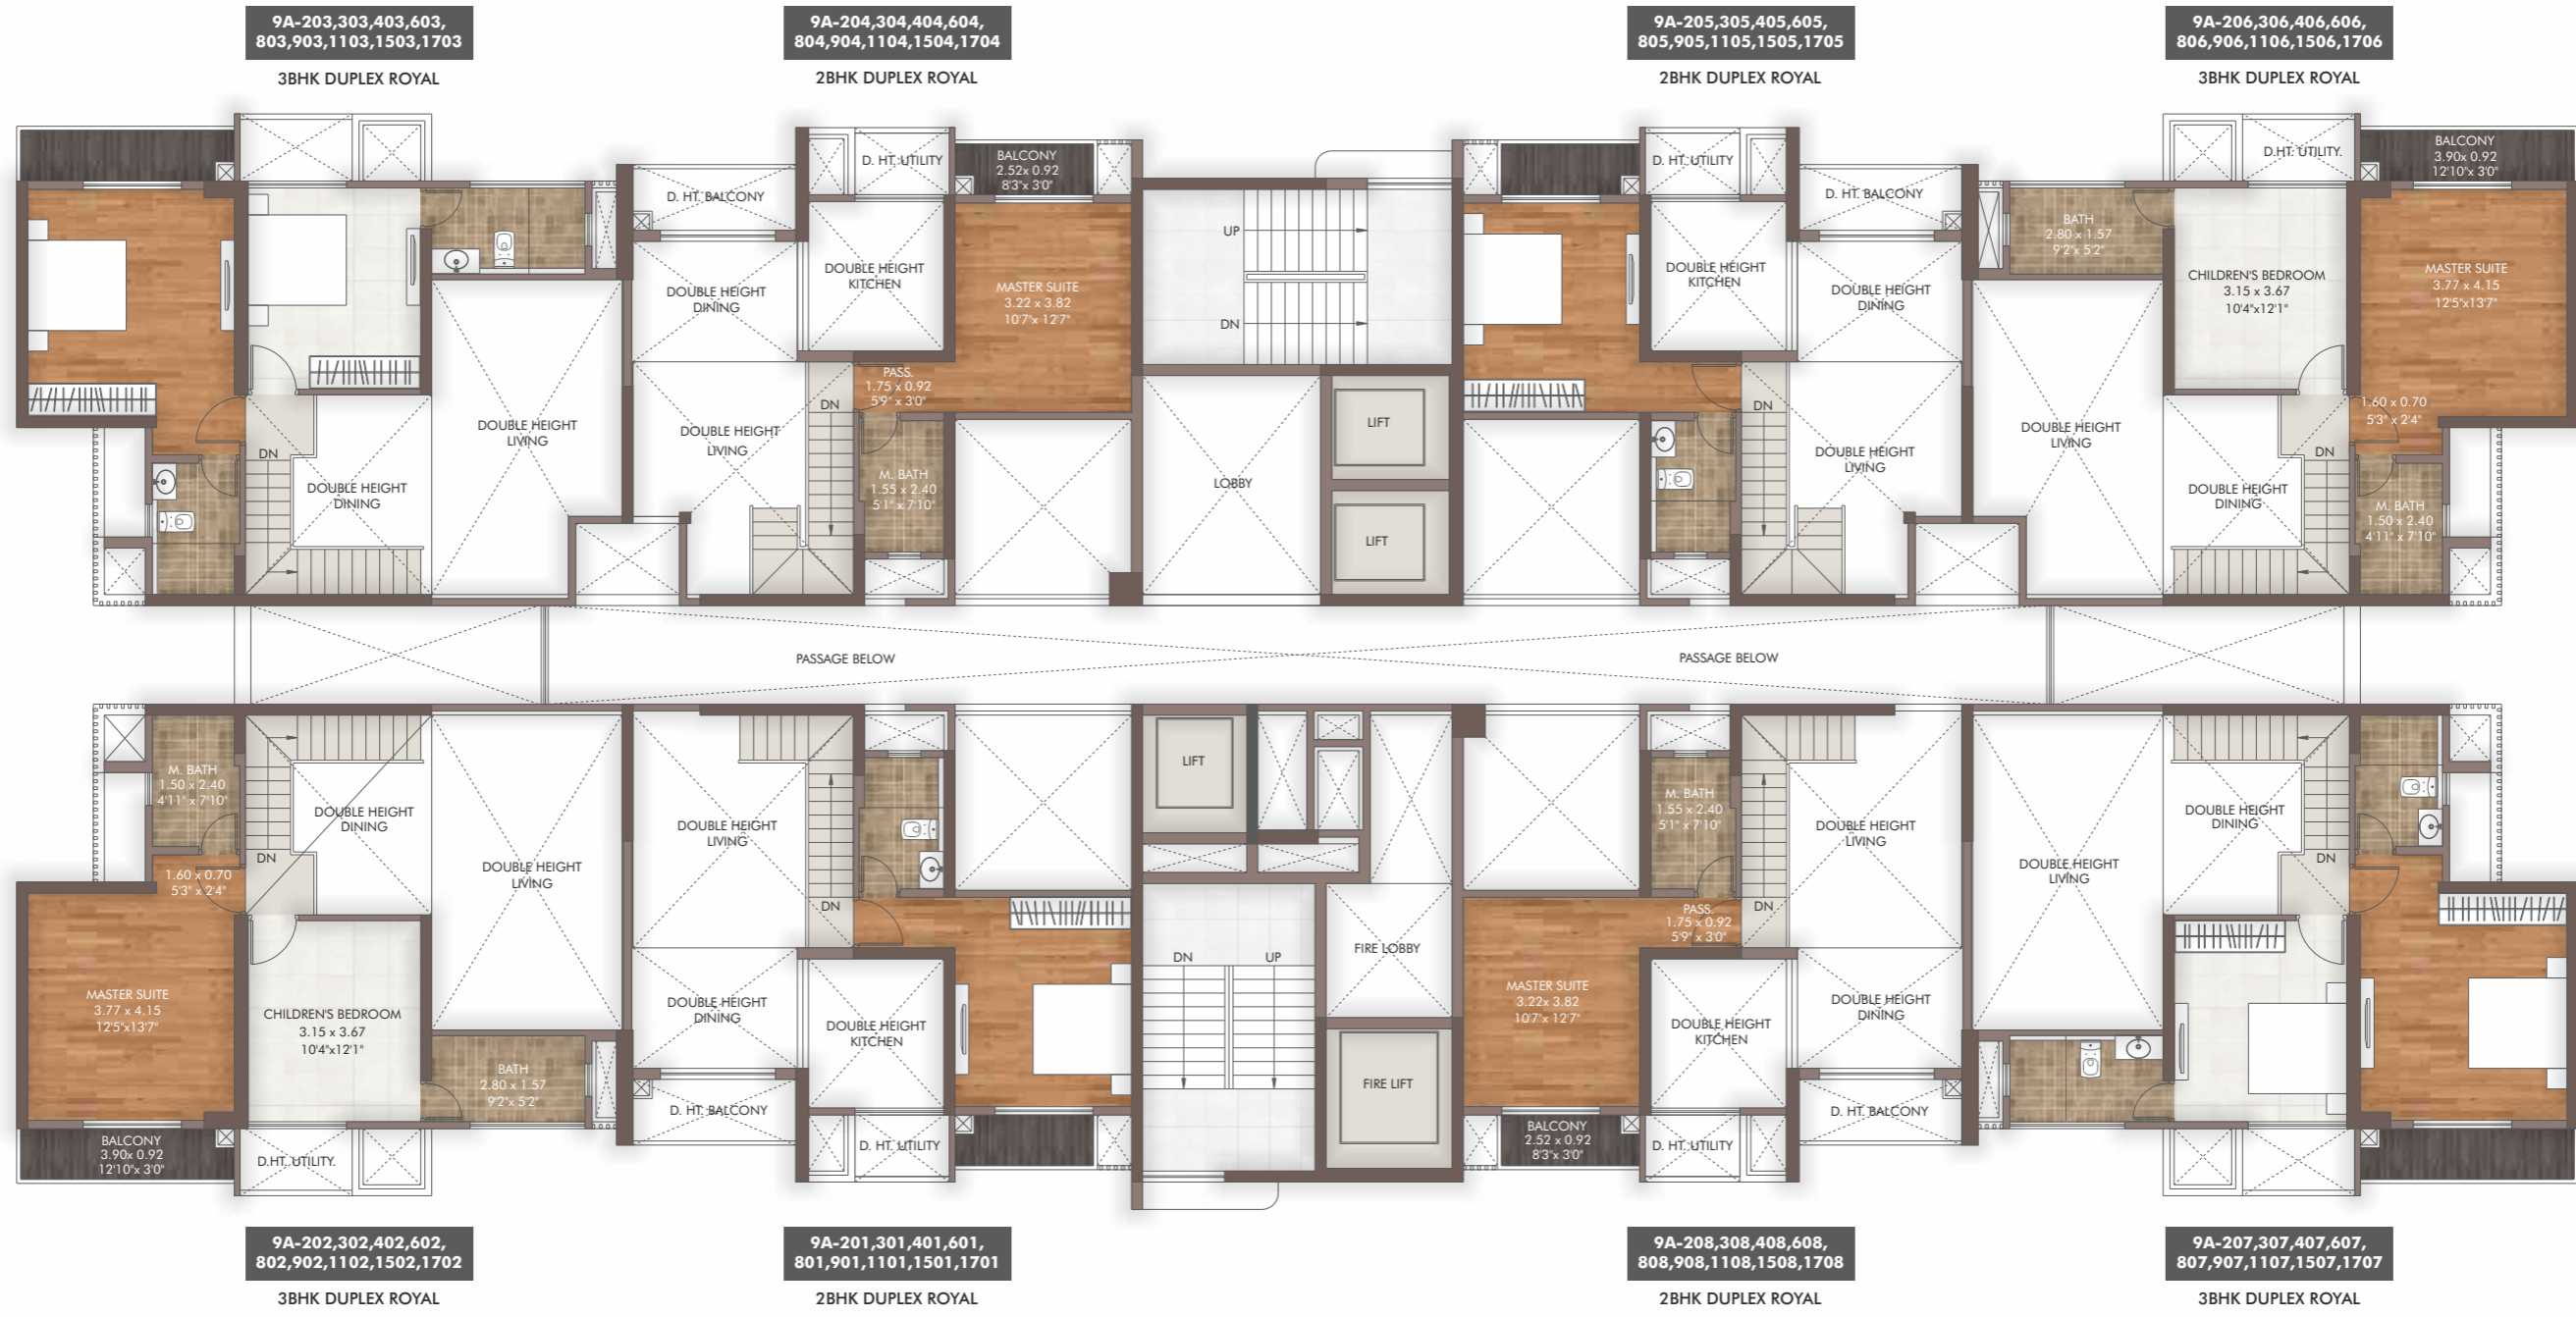 9A-203,303,403,603,
803,903,1103,1503,1703
3BHK DUPLEX ROYAL
9A-204,304,404,604,
804,904,1104,1504,1704
2BHK DUPLEX ROYAL
9A-205,305,405,605,
805,905,1105,1505,1705
2BHK DUPLEX ROYAL
9A-206,306,406,606,
806,906,1106,1506,1706
3BHK DUPLEX ROYAL
DN
DOUBLE HEIGHT
DINING
DOUBLE HEIGHT
LIVING
D. HT. BALCONY
DOUBLE HEIGHT
DINING
DOUBLE HEIGHT
LIVING
DN
D. HT. UTILITY
DOUBLE HEIGHT
KITCHEN
BALCONY
2.52x 0.92
8'3"x 3'0"
MASTER SUITE
3.22 x 3.82
10'7"x 12'7"
PASS.
1.75 x 0.92
5'9" x 3'0"
M. BATH
1.55 x 2.40
5'1" x 7'10"
UP
DN
LOBBY
LIFT
LIFT
D. HT. UTILITY
DOUBLE HEIGHT
KITCHEN
D. HT. BALCONY
DOUBLE HEIGHT
DINING
DN
DOUBLE HEIGHT
LIVING
DOUBLE HEIGHT
LIVING
BATH
2.80 x 1.57
9'2"x 5'2"
D.HT. UTILITY.
CHILDREN'S BEDROOM
3.15 x 3.67
10'4"x12'1"
BALCONY
3.90x 0.92
12'10"x 3'0"
MASTER SUITE
3.77 x 4.15
12'5"x13'7"
1.60 x 0.70
5'3" x 2'4"
DN
DOUBLE HEIGHT
DINING
M. BATH
1.50 x 2.40
4'11" x 7'10"
PASSAGE BELOW
PASSAGE BELOW
M. BATH
1.50 x 2.40
4'11" x 7'10"
DN
1.60 x 0.70
5'3" x 2'4"
DOUBLE HEIGHT
DINING
MASTER SUITE
3.77 x 4.15
12'5"x13'7"
CHILDREN'S BEDROOM
3.15 x 3.67
10'4"x12'1"
BALCONY
3.90x 0.92
12'10"x 3'0"
D.HT. UTILITY.
DOUBLE HEIGHT
LIVING
BATH
2.80 x 1.57
9'2"x 5'2"
DOUBLE HEIGHT
LIVING
DN
DOUBLE HEIGHT
DINING
D. HT. BALCONY
DOUBLE HEIGHT
KITCHEN
D. HT. UTILITY
LIFT
DN
UP
FIRE LOBBY
FIRE LIFT
M. BATH
1.55 x 2.40
5'1" x 7'10"
PASS.
1.75 x 0.92
5'9"x 3'0"
DN
MASTER SUITE
3.22x 3.82
10'7"x 12'7"
BALCONY
2.52 x 0.92
8'3"x 3'0"
DOUBLE HEIGHT
LIVING
DOUBLE HEIGHT
KITCHEN
D. HT. UTILITY
DOUBLE HEIGHT
DINING
D. HT. BALCONY
DOUBLE HEIGHT
LIVING
DOUBLE HEIGHT
DINING
DN
9A-202,302,402,602,
802,902,1102,1502,1702
3BHK DUPLEX ROYAL
9A-201,301,401,601,
801,901,1101,1501,1701
2BHK DUPLEX ROYAL
9A-208,308,408,608,
808,908,1108,1508,1708
2BHK DUPLEX ROYAL
9A-207,307,407,607,
807,907,1107,1507,1707
3BHK DUPLEX ROYAL